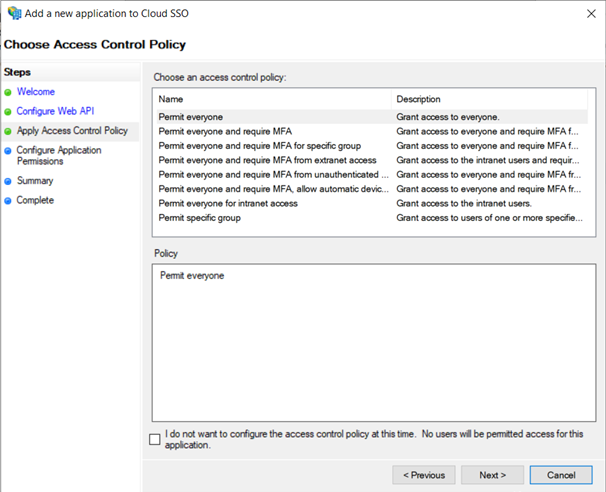 Add a new application to Cloud SSO
Choose Access Control Policy
Steps
Welcome
Configure Web API
Apply Access Control Policy
Configure Application
Permissions
Summary
Complete
Choose an access control policy:
Name Description
Permit everyone Grant access to everyone.
Permit everyone and require MFA Grant access to everyone and require MFA f...
Permit everyone and require MFA for specific group Grant access to everyone and require MFA f...
Permit everyone and require MFA from extranet access Grant access to the intranet users and requir...
Permit everyone and require MFA from unauthenticated ... Grant access to everyone and require MFA fr...
Permit everyone and require MFA, allow automatic devic... Grant access to everyone and require MFA fr...
Permit everyone for intranet access Grant access to the intranet users.
Permit specific group Grant access to users of one or more specifie...
Policy
Permit everyone
I do not want to configure the access control policy at this time. No users will be permitted access for this
application.
< Previous Next > Cancel